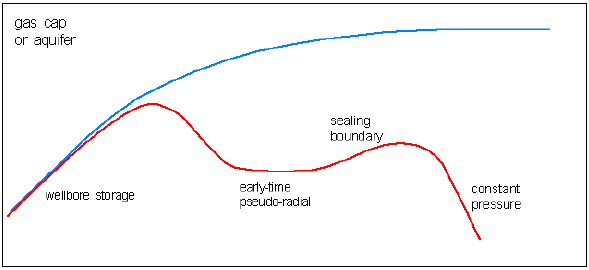 gas cap
or aquifer
sealing
boundary
wellbore storage
early-time
pseudo-radial
constant
pressure